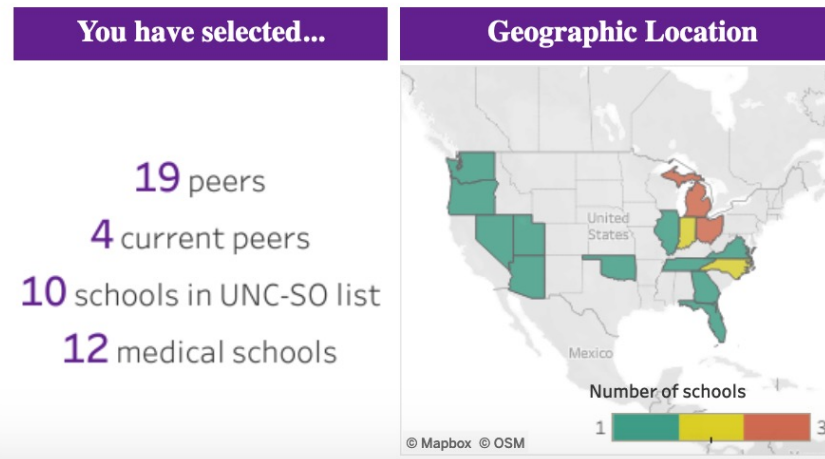 You have selected...
19 peers
4 current peers
10 schools in UNC-SO list
12 medical schools
Geographic Location
United
States
Mexico
Number of schools
1
3
© Mapbox © OSM